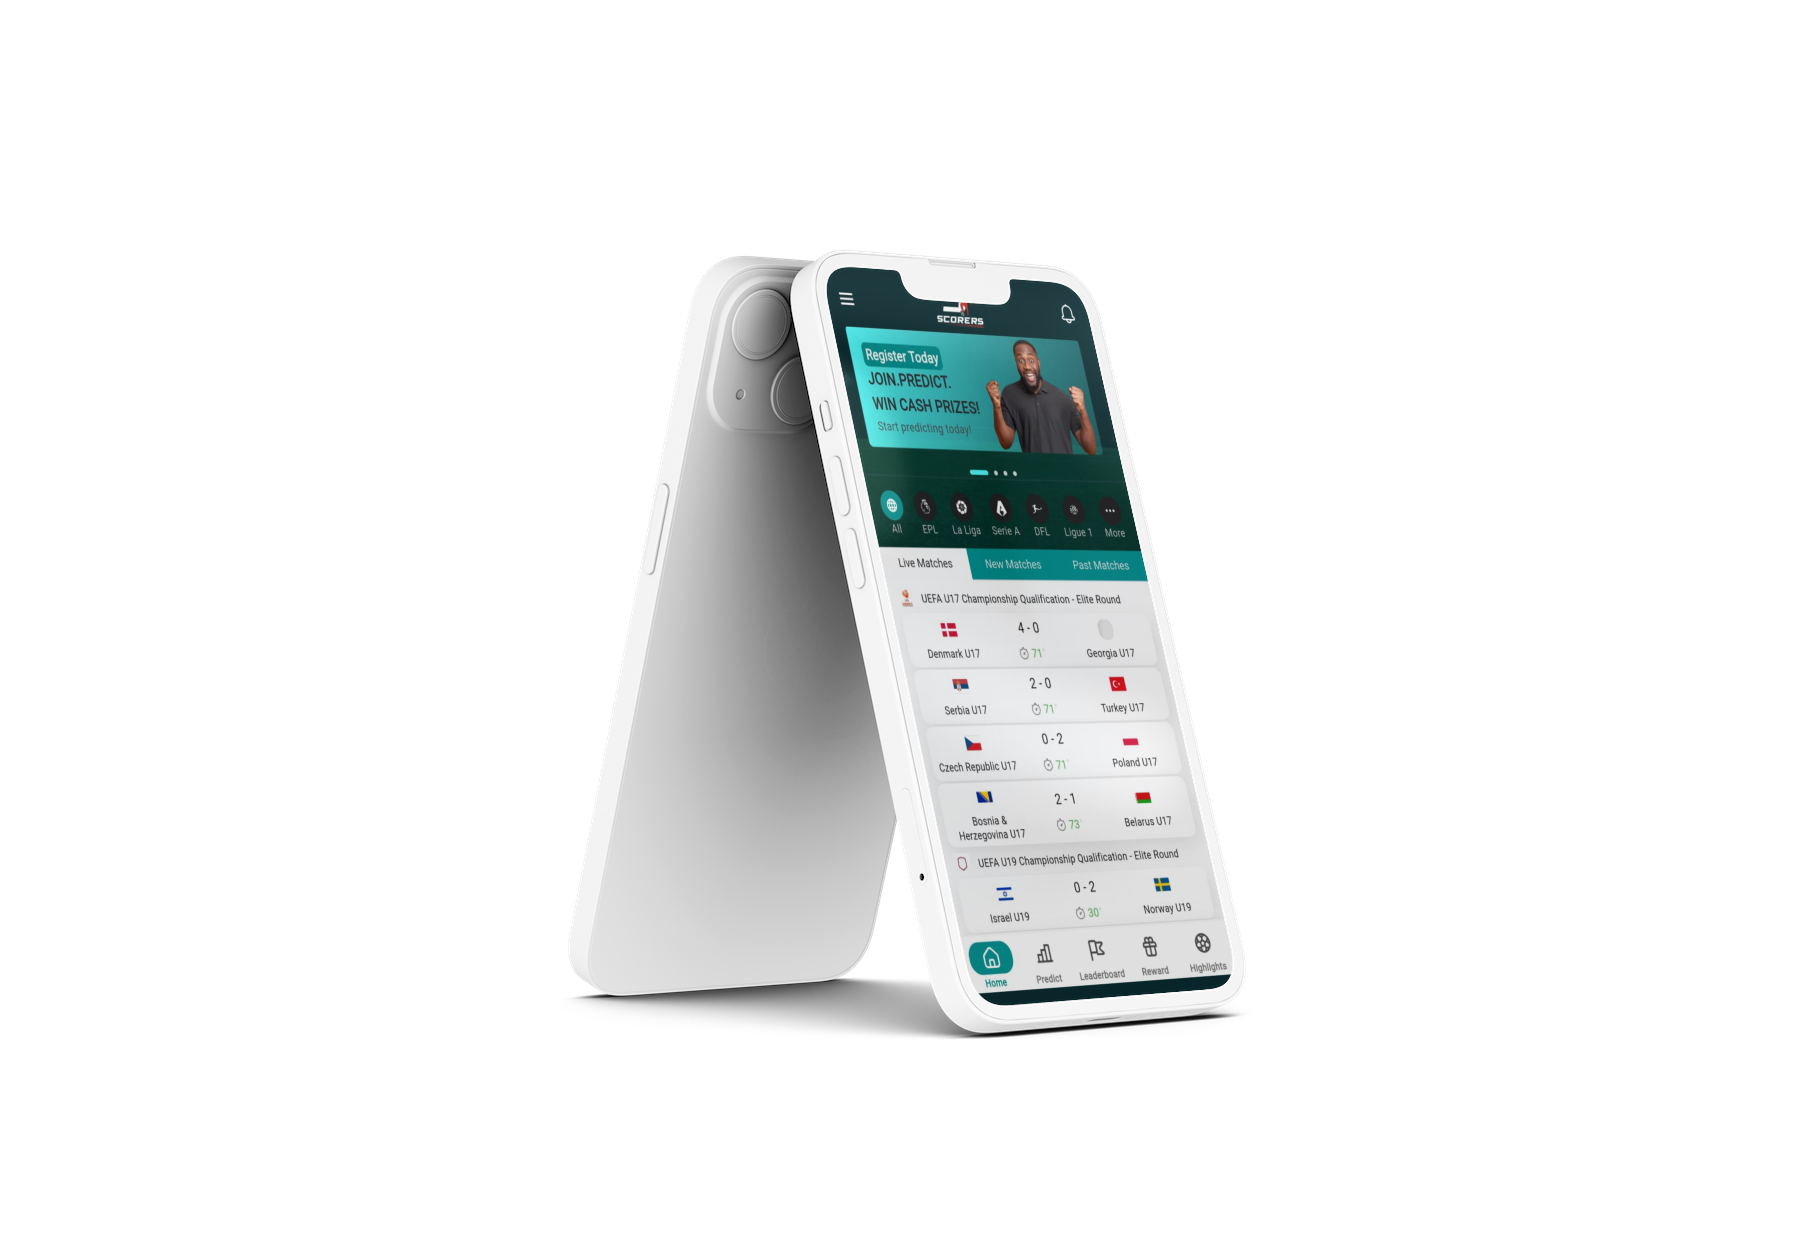 SCORERS
Register Today
JOIN.PREDICT.
WIN CASH PRIZES!
Start predicting today!
All EPL La Liga Serie A DFL Ligue 1 More
Live Matches New Matches Past Matches
UEFA U17 Championship Qualification - Elite Round
4 - 0
Denmark U17 71' Georgia U17
2 - 0
Serbia U17 71' Turkey U17
0 - 2
Czech Republic U17 71' Poland U17
2 - 1
Bosnia &
Herzegovina U17 73' Belarus U17
UEFA U19 Championship Qualification - Elite Round
0 - 2
Israel U19 30' Norway U19
Home Predict Leaderboard Reward Highlights